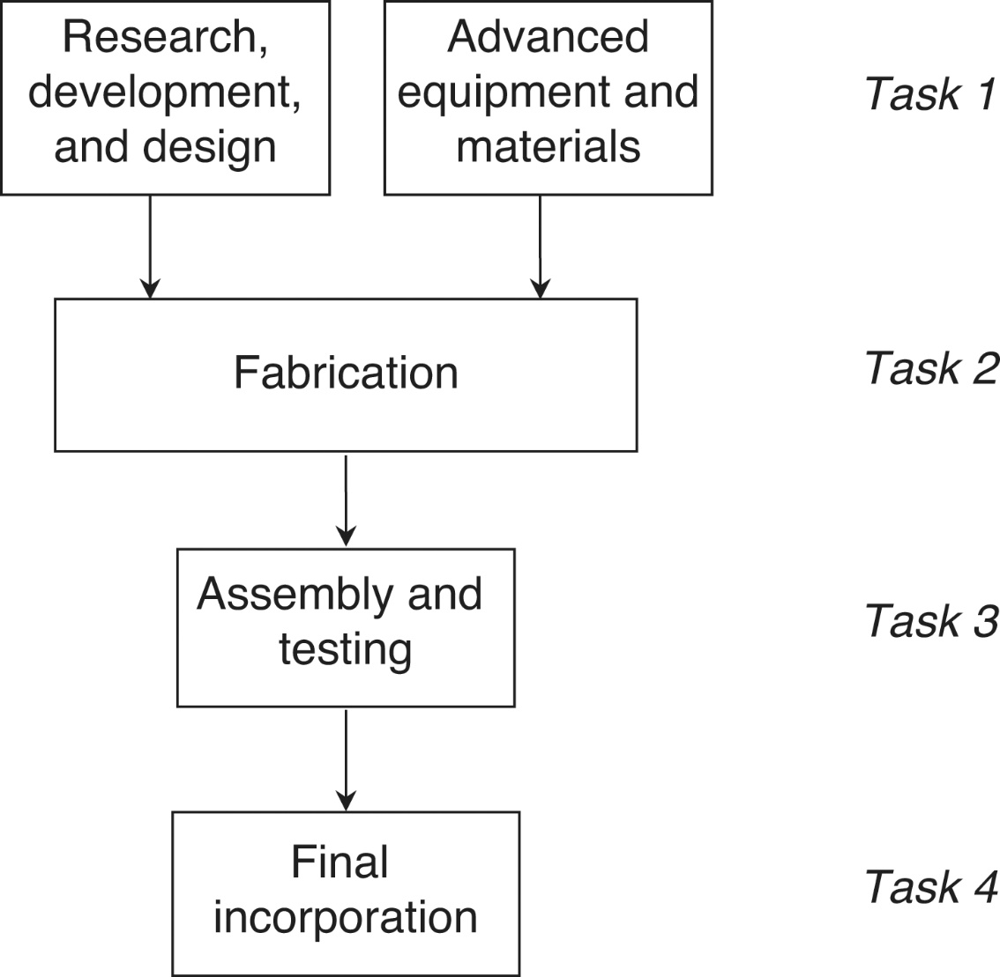 Research,
development,
and design
Advanced
equipment and
materials
Task 1
Fabrication
Task 2
Assembly and
testing
Task 3
Final
incorporation
Task 4